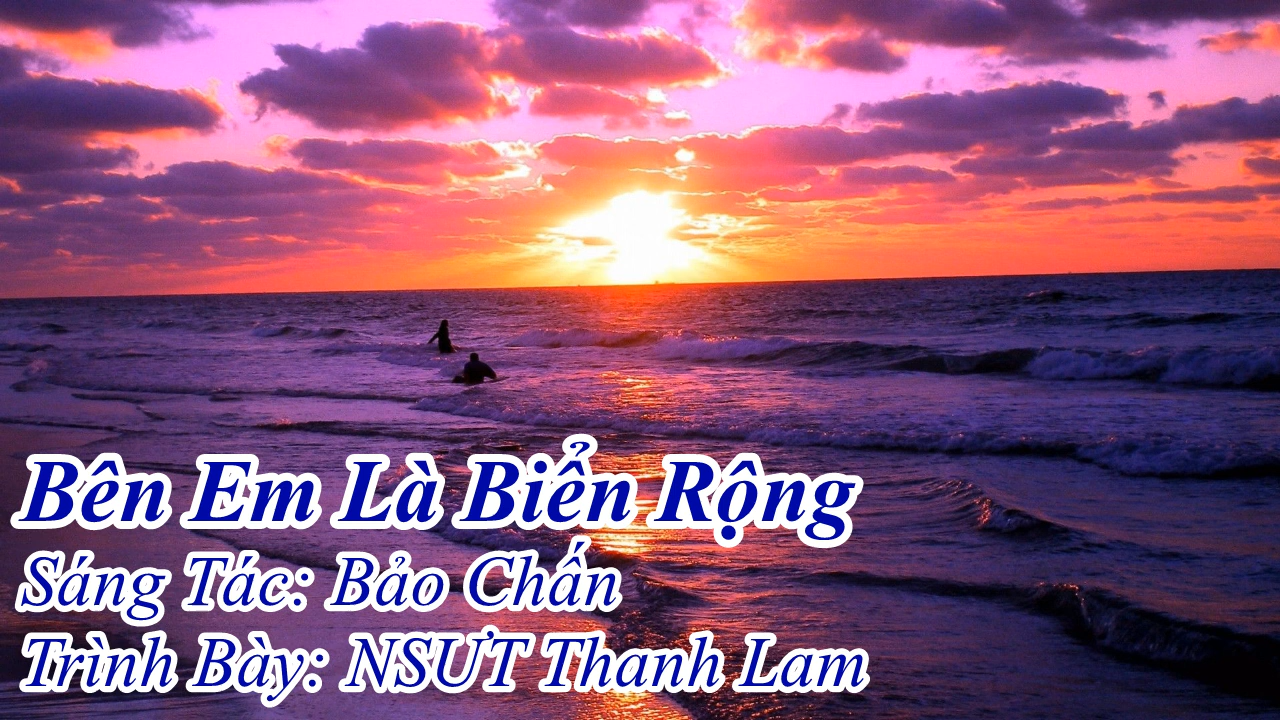 Bên Em Là Biển Rộng
Sáng Tác: Bảo Chấn
Trình Bày: NSƯT Thanh Lam